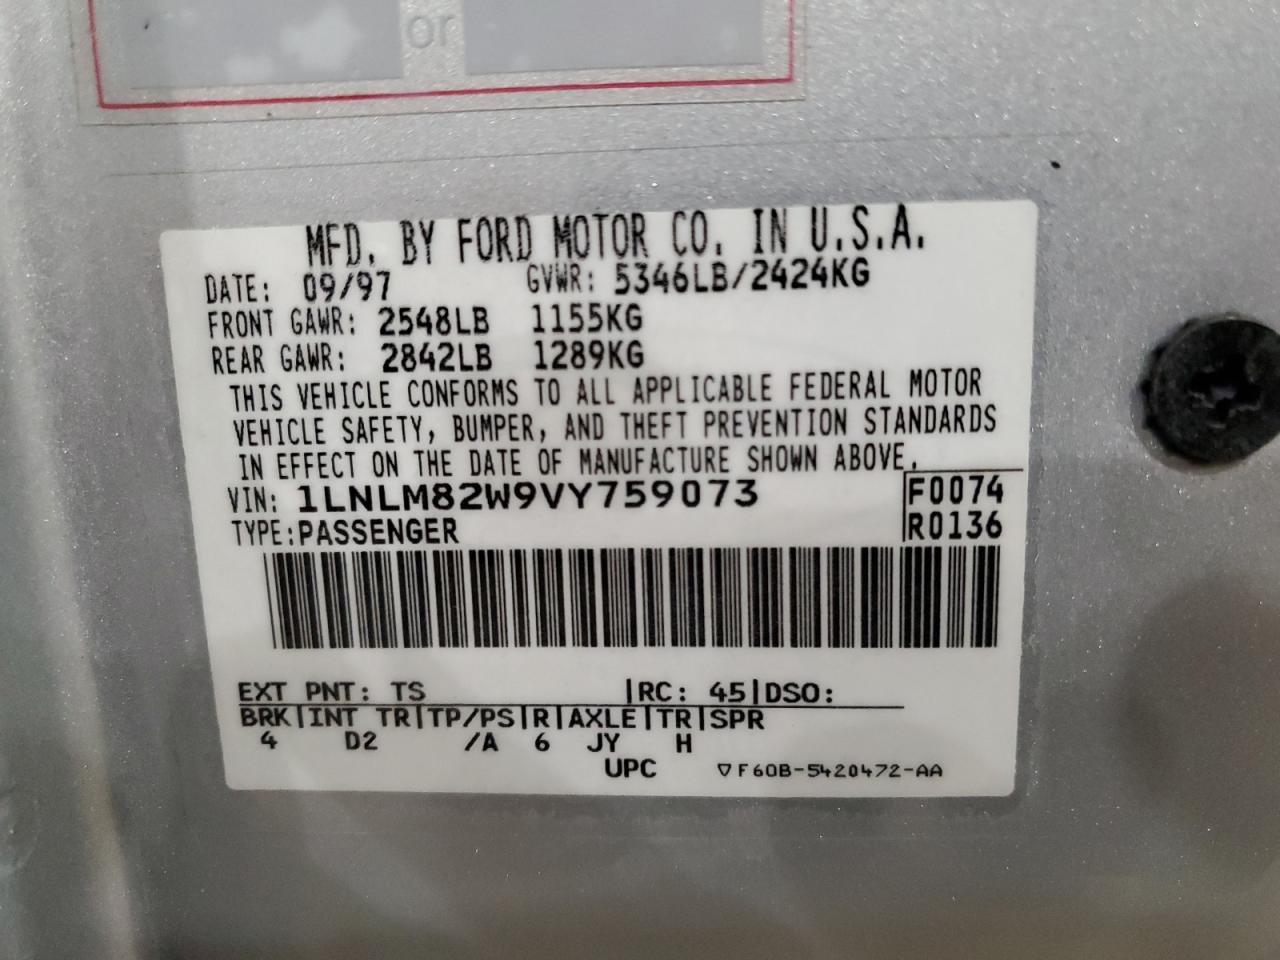 or
MFD. BY FORD MOTOR CO. IN U.S.A.
DATE: 09/97 GVWR: 5346LB/2424KG
FRONT GAWR: 2548LB 1155KG
REAR GAWR: 2842LB 1289KG
THIS VEHICLE CONFORMS TO ALL APPLICABLE FEDERAL MOTOR
VEHICLE SAFETY, BUMPER, AND THEFT PREVENTION STANDARDS
IN EFFECT ON THE DATE OF MANUFACTURE SHOWN ABOVE.
VIN: 1LNLM82W9VY759073 F0074
TYPE: PASSENGER R0136
EXT PNT: TS |RC: 45|DSO:
BRK|INT TR|TP/PS|R|AXLE|TR|SPR
4 D2 /A 6 JY H
UPC ▽F60B-5420472-AA